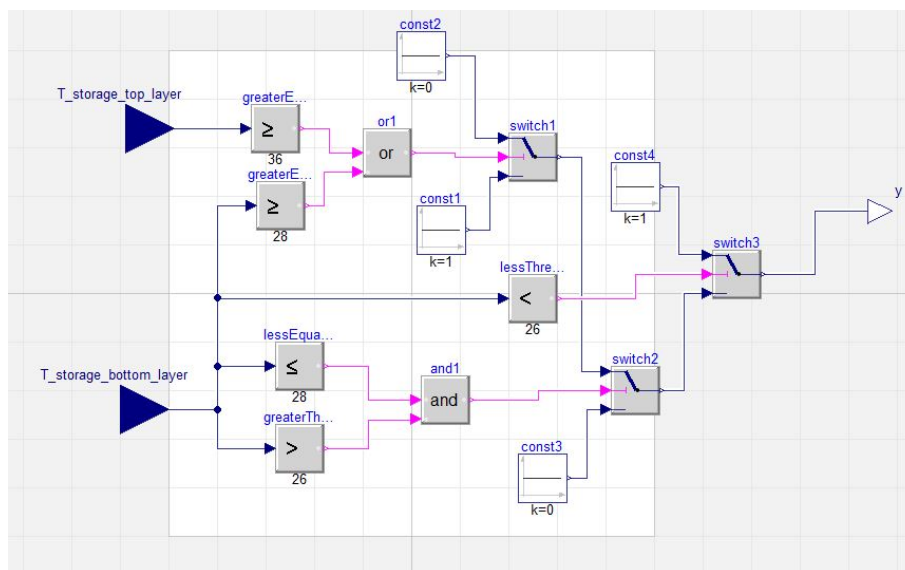 const2
k=0
T_storage_top_layer
greaterE...
≥
36
or1
or
switch1
greaterE...
≥
28
const1
k=1
const4
k=1
y
switch3
lessThre...
<
26
T_storage_bottom_layer
lessEqua...
≤
28
and1
and
switch2
greaterTh...
>
26
const3
k=0